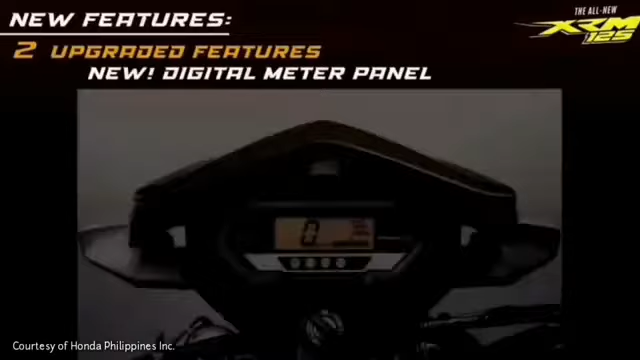 NEW FEATURES:
THE ALL-NEW
XRM
125
2 UPGRADED FEATURES
NEW! DIGITAL METER PANEL
0
Courtesy of Honda Philippines Inc.